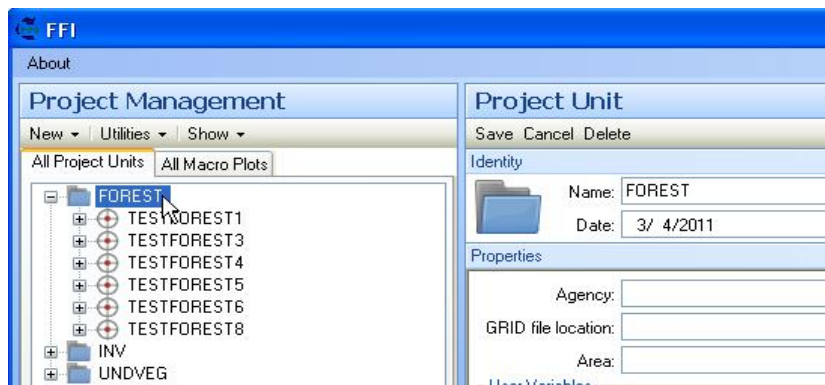 FFI
About
Project Management
New Utilities Show
All Project Units All Macro Plots
FOREST
TESTFOREST1
TESTFOREST3
TESTFOREST4
TESTFOREST5
TESTFOREST6
TESTFOREST8
INV
UNDVEG
Project Unit
Save Cancel Delete
Identity
Name: FOREST
Date: 3/ 4/2011
Properties
Agency:
GRID file location:
Area:
User Variables